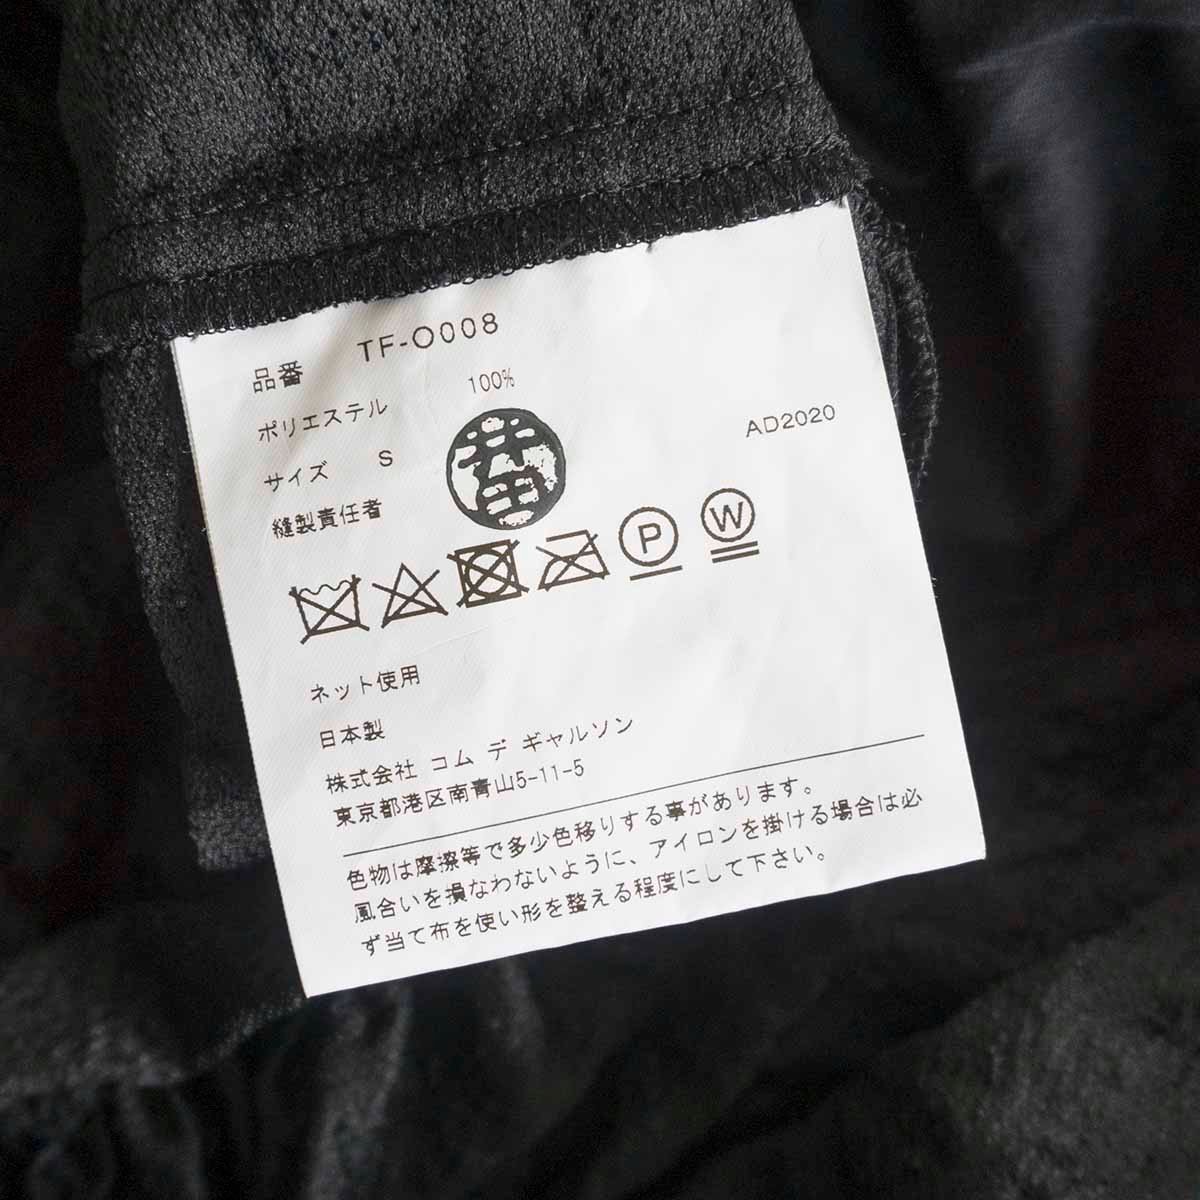 品番 TF-O008
ポリエステル 100%
サイズ S
AD2020
縫製責任者
P W
ネット使用
日本製
株式会社 コム デ ギャルソン
東京都港区南青山5-11-5
色物は摩擦等で多少色移りする事があります。
風合いを損なわないように、アイロンを掛ける場合は必
ず当て布を使い形を整える程度にして下さい。